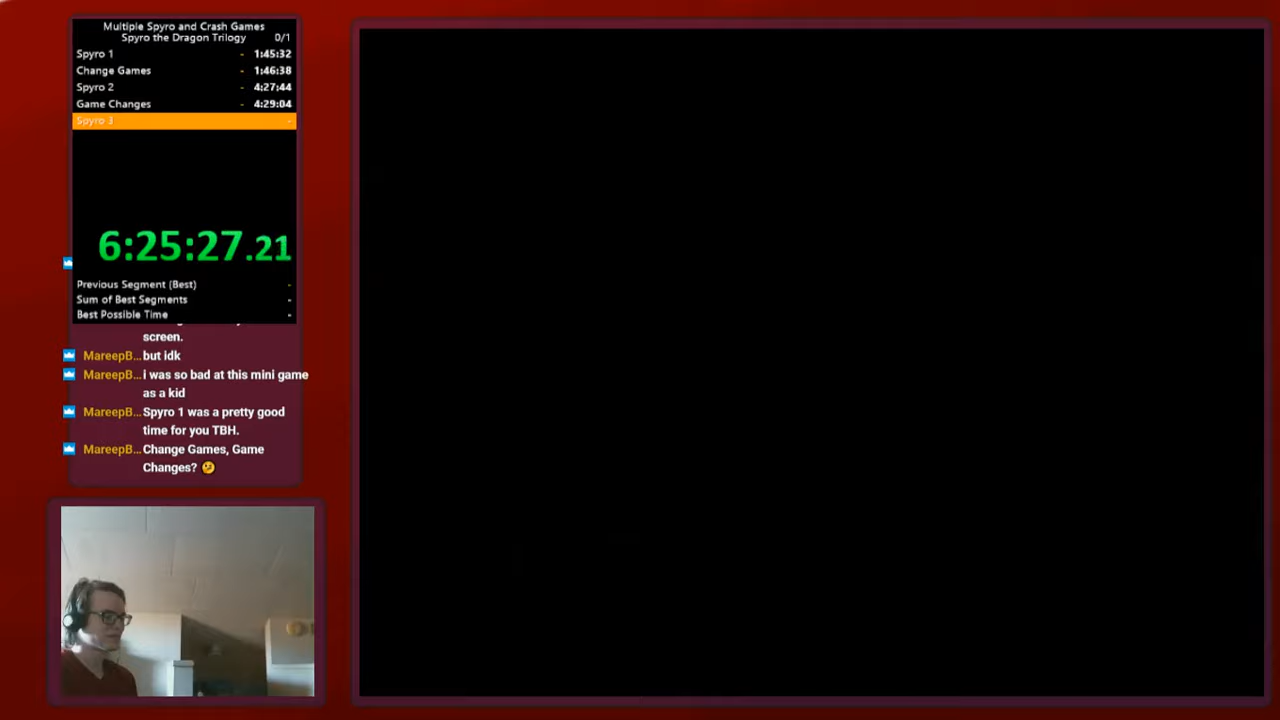 Multiple Spyro and Crash Games
Spyro the Dragon Trilogy 0/1
Spyro 1 - 1:45:32
Change Games - 1:46:38
Spyro 2 - 4:27:44
Game Changes - 4:29:04
Spyro 3 -
6:25:27.21
Previous Segment (Best) -
Sum of Best Segments -
Best Possible Time -
screen.
MareepB... but idk
MareepB... i was so bad at this mini game
as a kid
MareepB... Spyro 1 was a pretty good
time for you TBH.
MareepB... Change Games, Game
Changes? 🤔